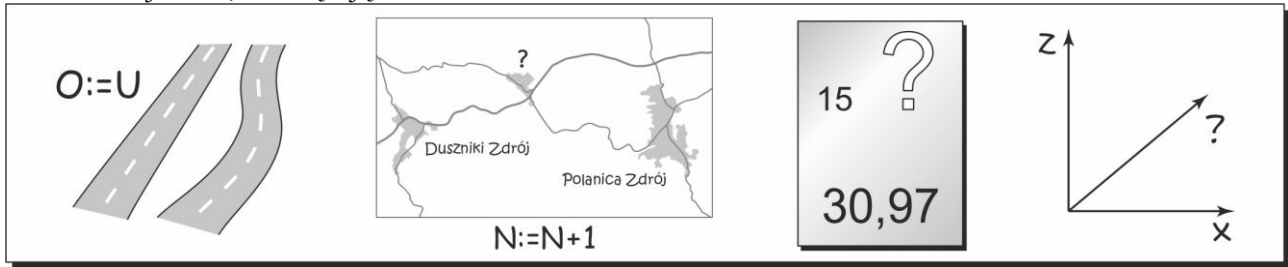 O:=U
?
Duszniki Zdrój
Polanica Zdrój
N:=N+1
?
15
30,97
Z
?
X